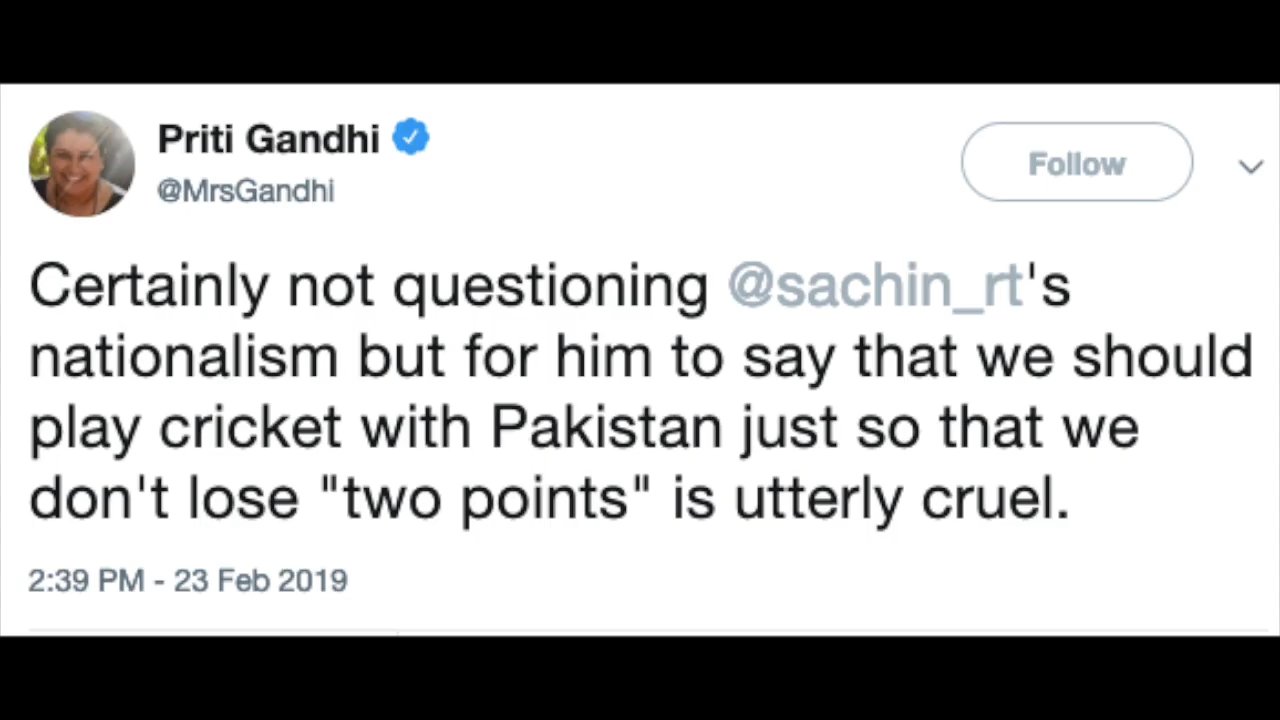 Priti Gandhi
@MrsGandhi
Follow
Certainly not questioning @sachin_rt's
nationalism but for him to say that we should
play cricket with Pakistan just so that we
don't lose "two points" is utterly cruel.
2:39 PM - 23 Feb 2019